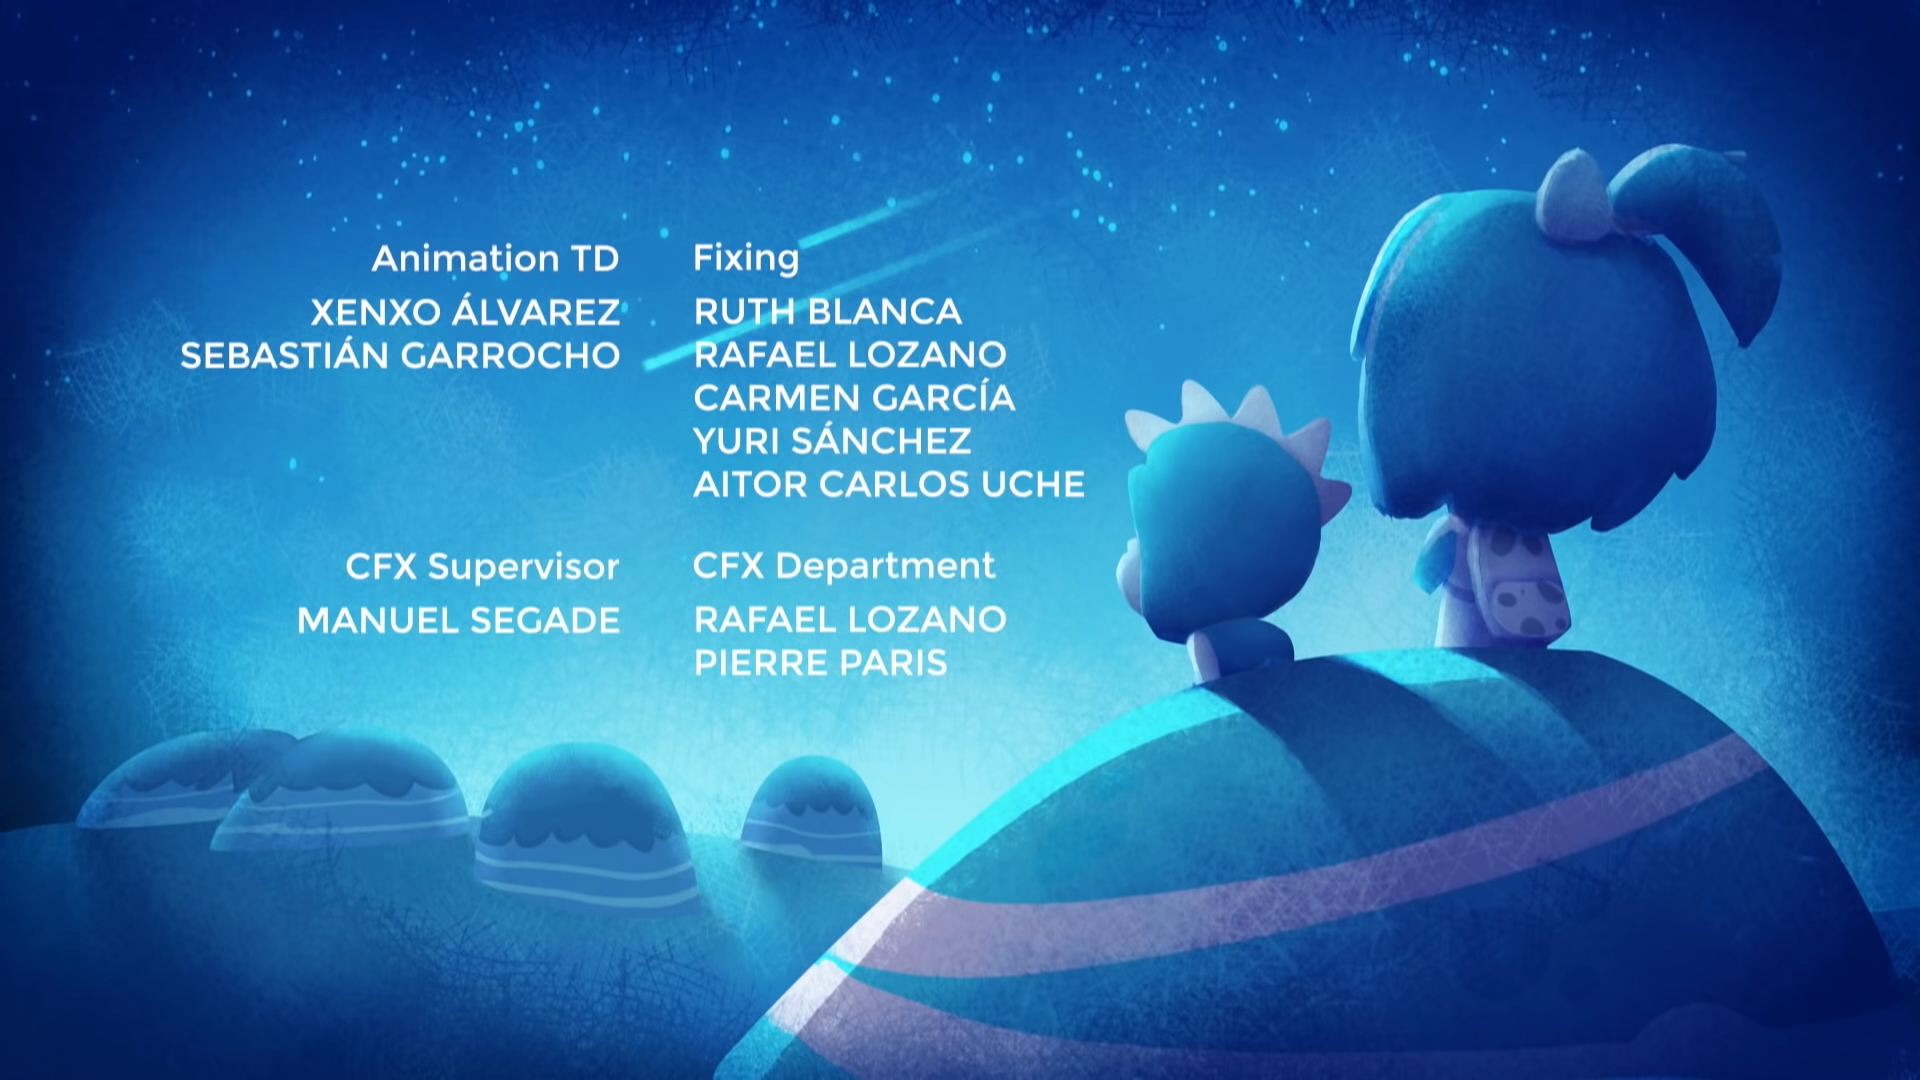 Animation TD
XENXO ÁLVAREZ
SEBASTIÁN GARROCHO
Fixing
RUTH BLANCA
RAFAEL LOZANO
CARMEN GARCÍA
YURI SÁNCHEZ
AITOR CARLOS UCHE
CFX Supervisor
MANUEL SEGADE
CFX Department
RAFAEL LOZANO
PIERRE PARIS